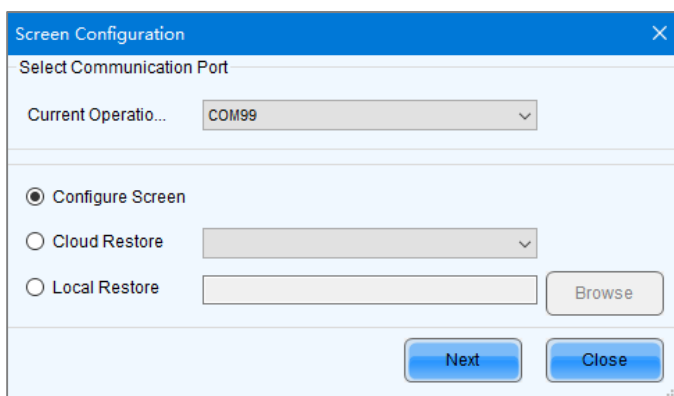 Screen Configuration
Select Communication Port
Current Operatio... COM99
Configure Screen
Cloud Restore
Local Restore Browse
Next Close